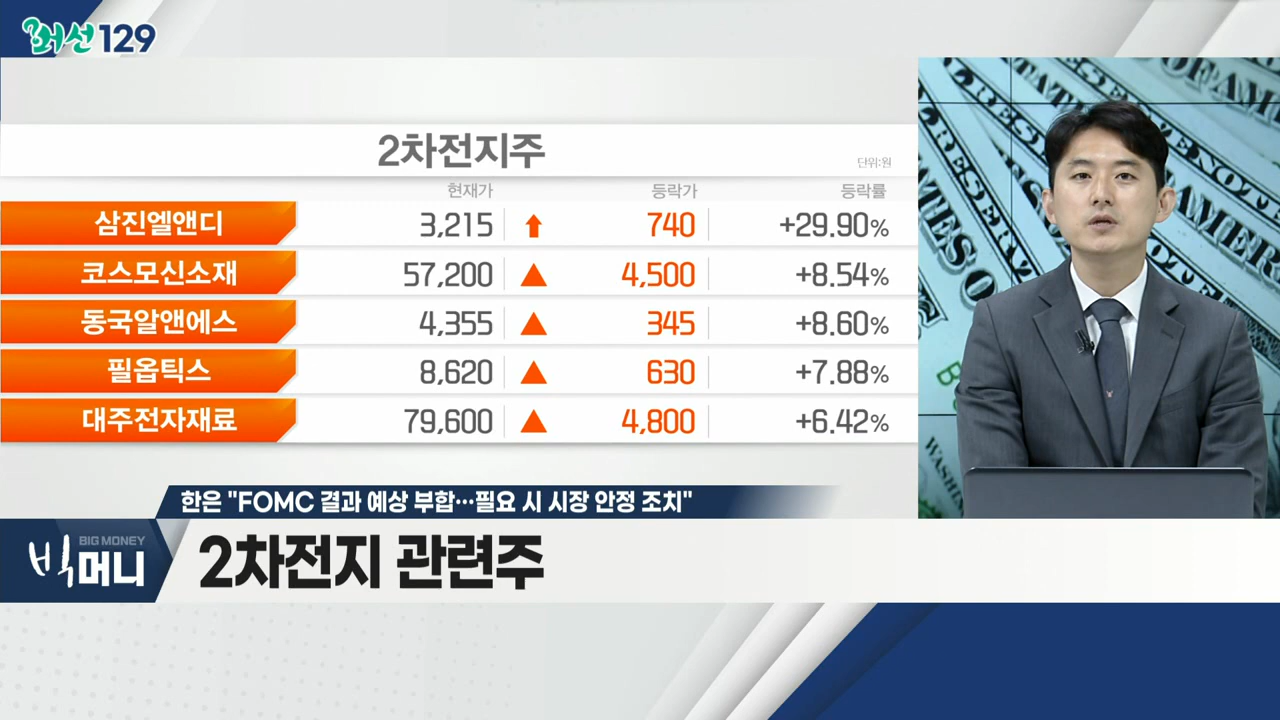 머선129
2차전지주
단위:원
현재가 등락가 등락률
삼진엘앤디 3,215 740 +29.90%
코스모신소재 57,200 ▲ 4,500 +8.54%
동국알앤에스 4,355 ▲ 345 +8.60%
필옵틱스 8,620 ▲ 630 +7.88%
대주전자재료 79,600 ▲ 4,800 +6.42%
한은 "FOMC 결과 예상 부합…필요 시 시장 안정 조치"
BIG MONEY
빅머니
2차전지 관련주